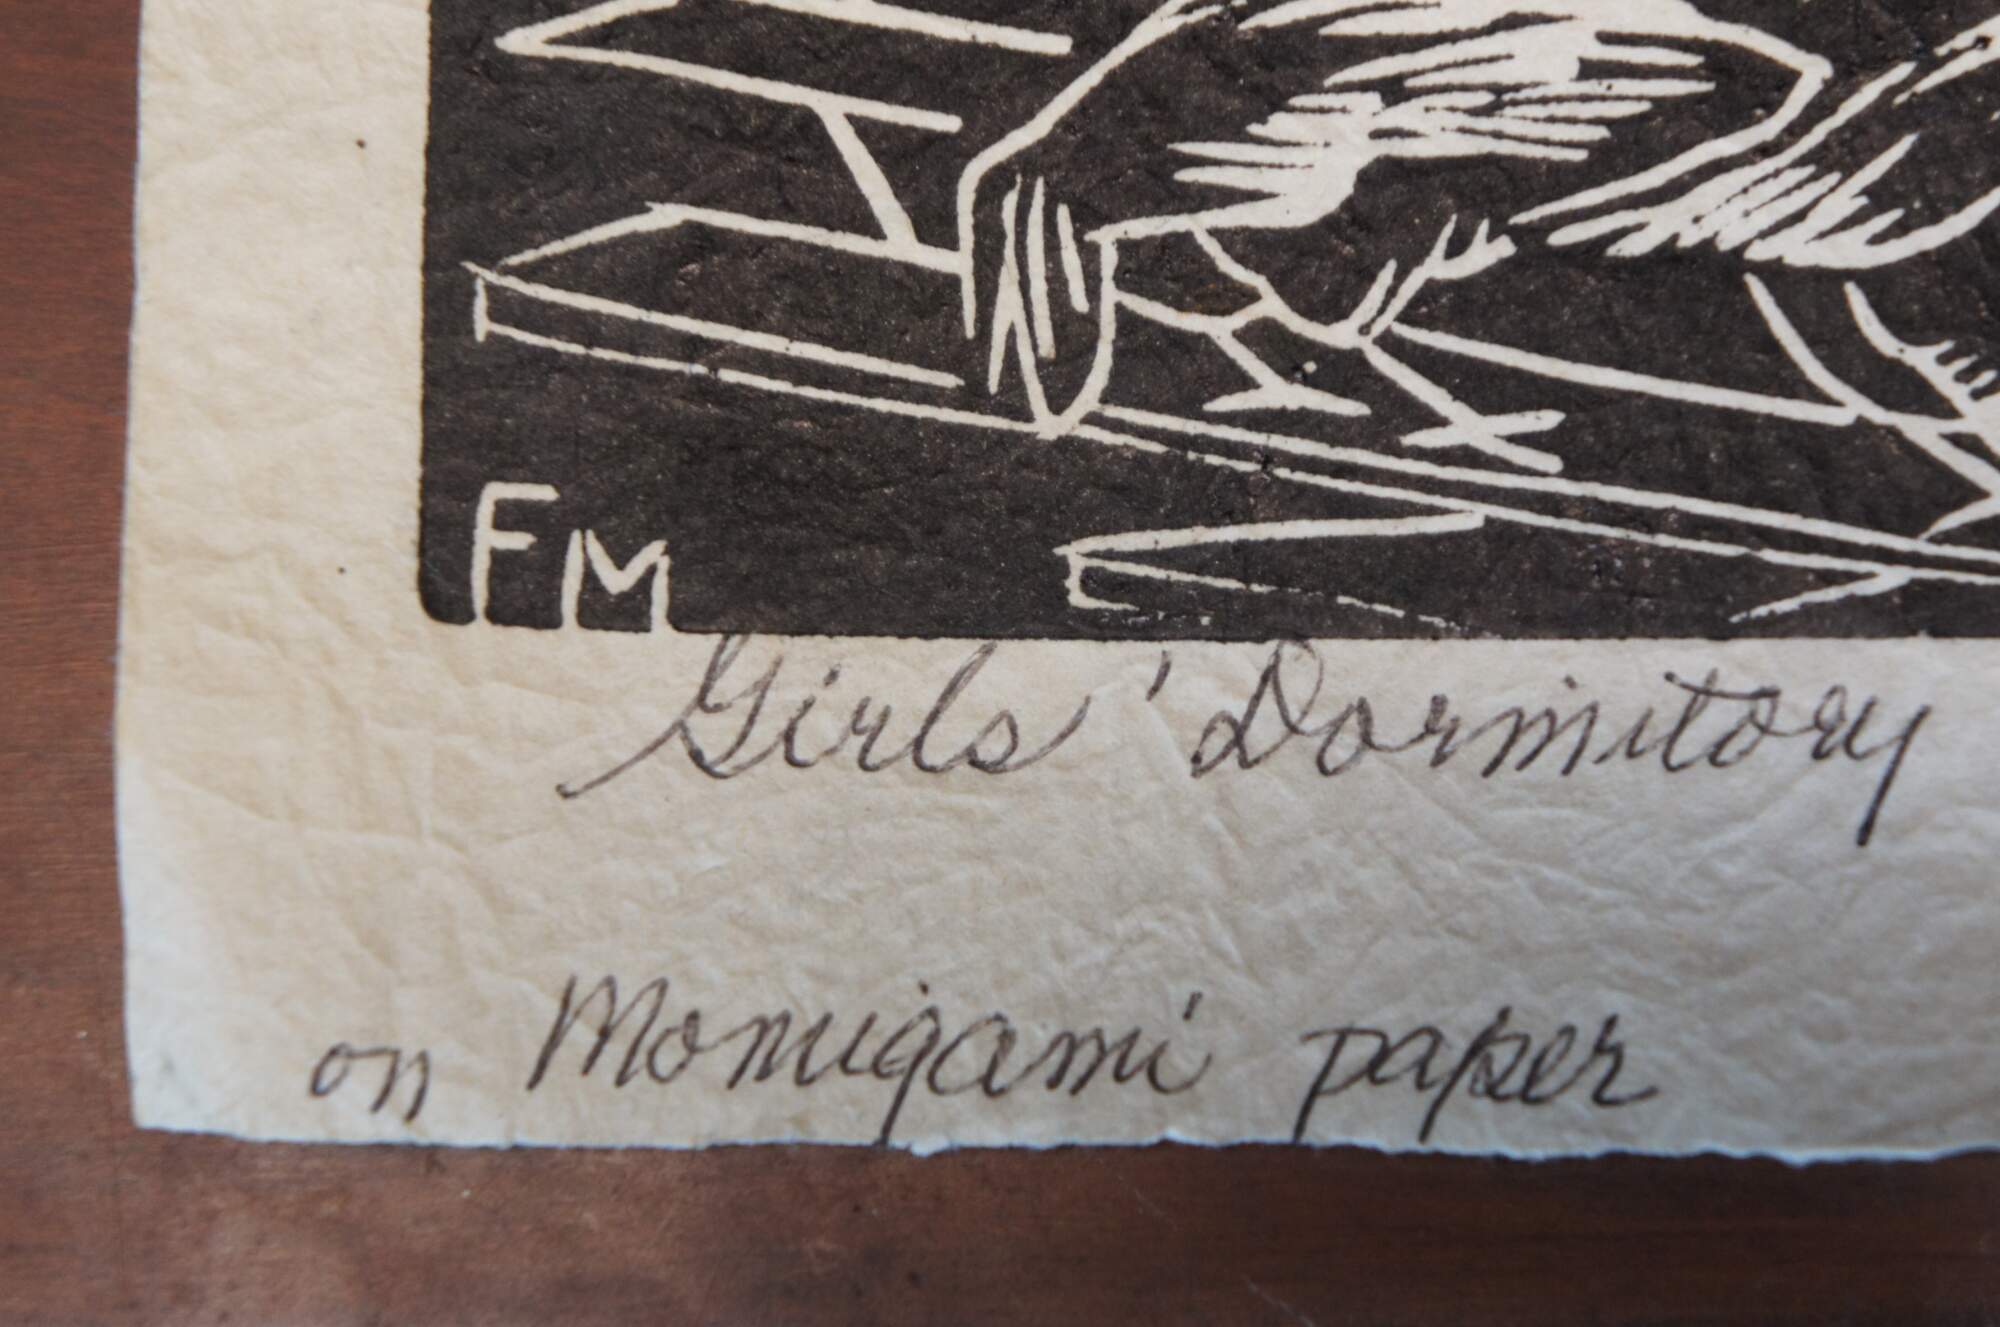 FM
Girls' Dormitory
on Momigami paper